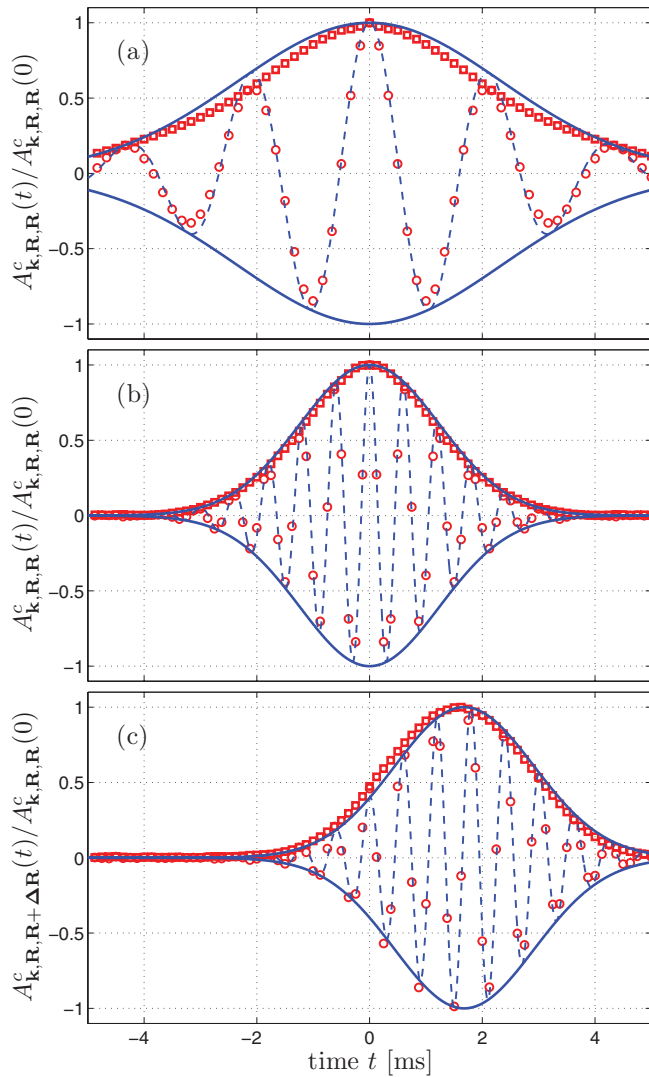 (a)
1
0.5
0
−0.5
−1
A^c_{k,R,R}(t)/A^c_{k,R,R}(0)
(b)
1
0.5
0
−0.5
−1
A^c_{k,R,R}(t)/A^c_{k,R,R}(0)
(c)
1
0.5
0
−0.5
−1
A^c_{k,R,R+ΔR}(t)/A^c_{k,R,R}(0)
−4 −2 0 2 4
time t [ms]